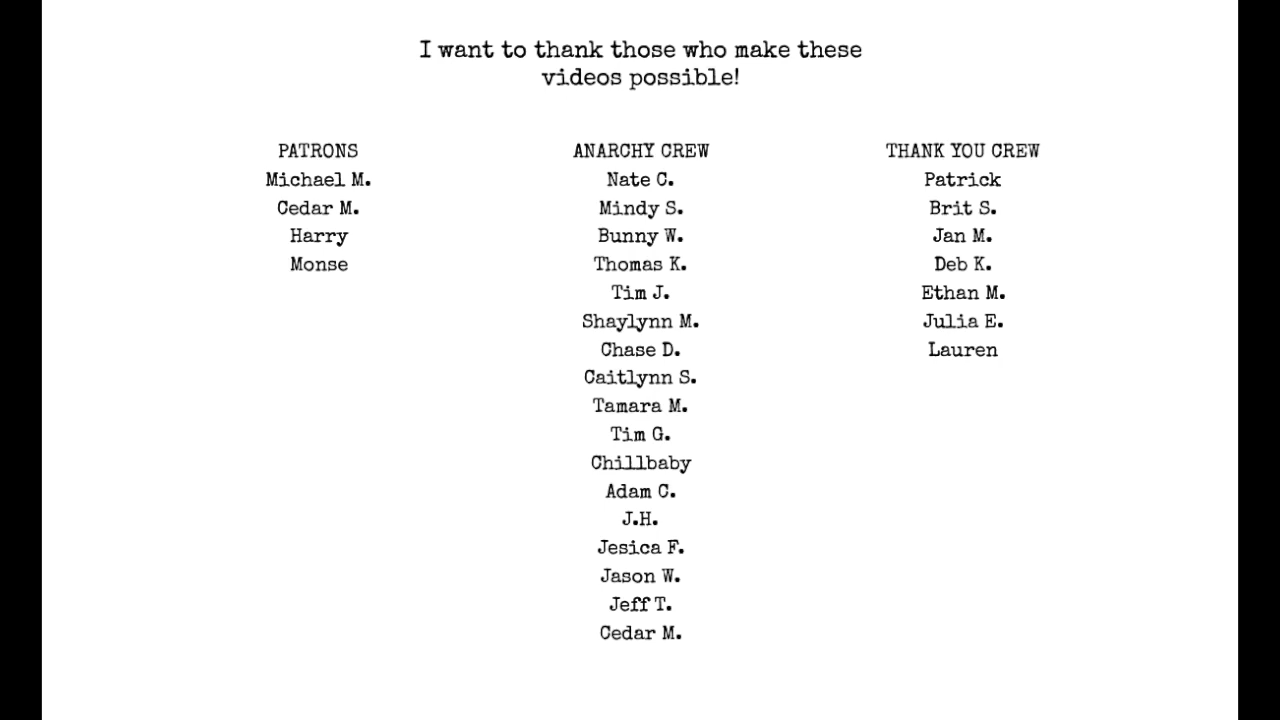 I want to thank those who make these
videos possible!
PATRONS
Michael M.
Cedar M.
Harry
Monse
ANARCHY CREW
Nate C.
Mindy S.
Bunny W.
Thomas K.
Tim J.
Shaylynn M.
Chase D.
Caitlynn S.
Tamara M.
Tim G.
Chillbaby
Adam C.
J.H.
Jesica F.
Jason W.
Jeff T.
Cedar M.
THANK YOU CREW
Patrick
Brit S.
Jan M.
Deb K.
Ethan M.
Julia E.
Lauren